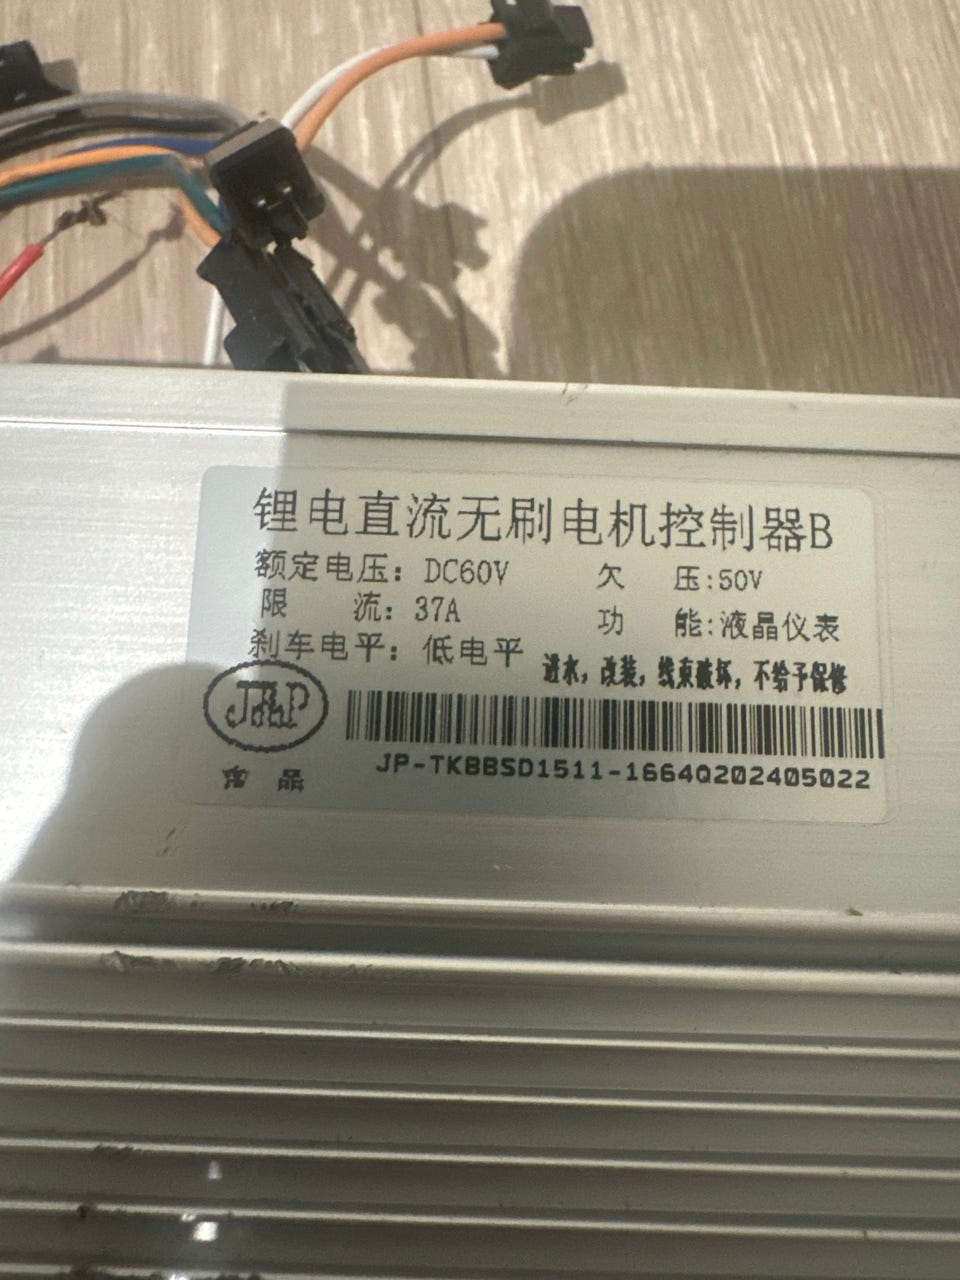 锂电直流无刷电机控制器B
额定电压：DC60V 欠 压:50V
限 流：37A 功 能:液晶仪表
刹车电平：低电平
进水，改装，线束破坏，不给予保修
JP
JP-TKBBSD1511-1664Q202405022